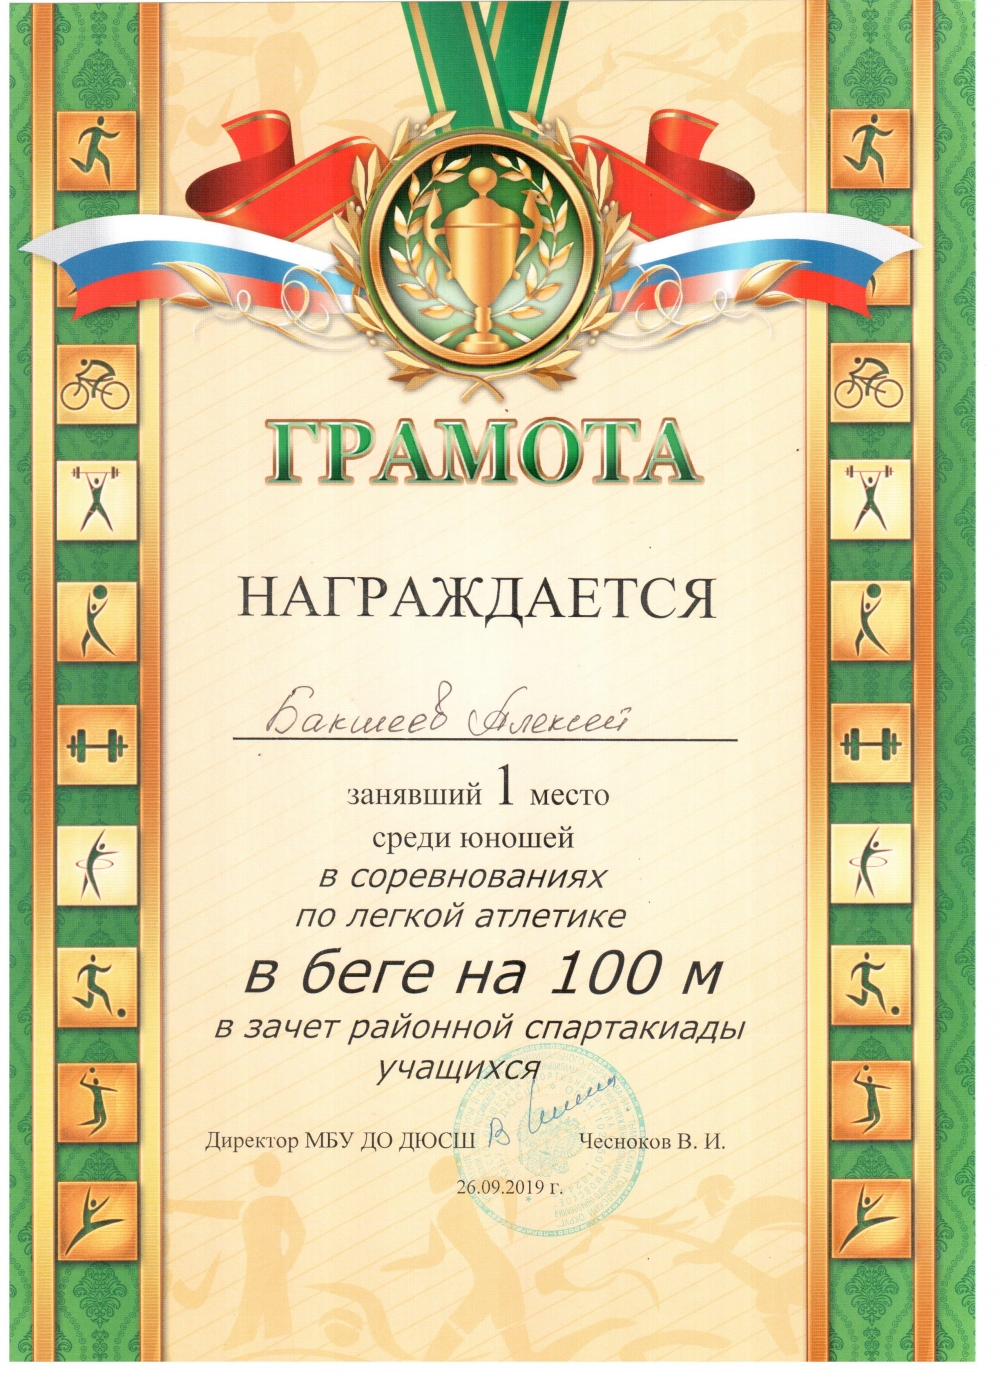 ГРАМОТА
НАГРАЖДАЕТСЯ
Бакшеев Алексей
занявший 1 место
среди юношей
в соревнованиях
по легкой атлетике
в беге на 100 м
в зачет районной спартакиады
учащихся
Директор МБУ ДО ДЮСШ Чесноков В. И.
26.09.2019 г.